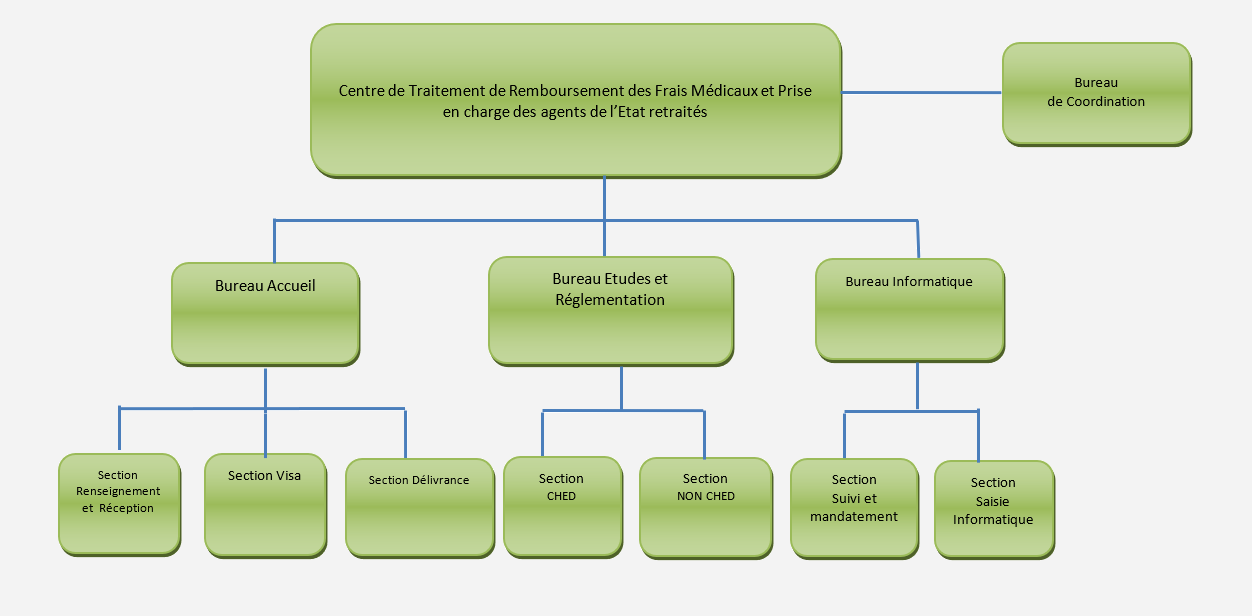 Centre de Traitement de Remboursement des Frais Médicaux et Prise
en charge des agents de l’Etat retraités
Bureau
de Coordination
Bureau Accueil
Bureau Etudes et
Réglementation
Bureau Informatique
Section
Renseignement
et Réception
Section Visa
Section Délivrance
Section
CHED
Section
NON CHED
Section
Suivi et
mandatement
Section
Saisie
Informatique